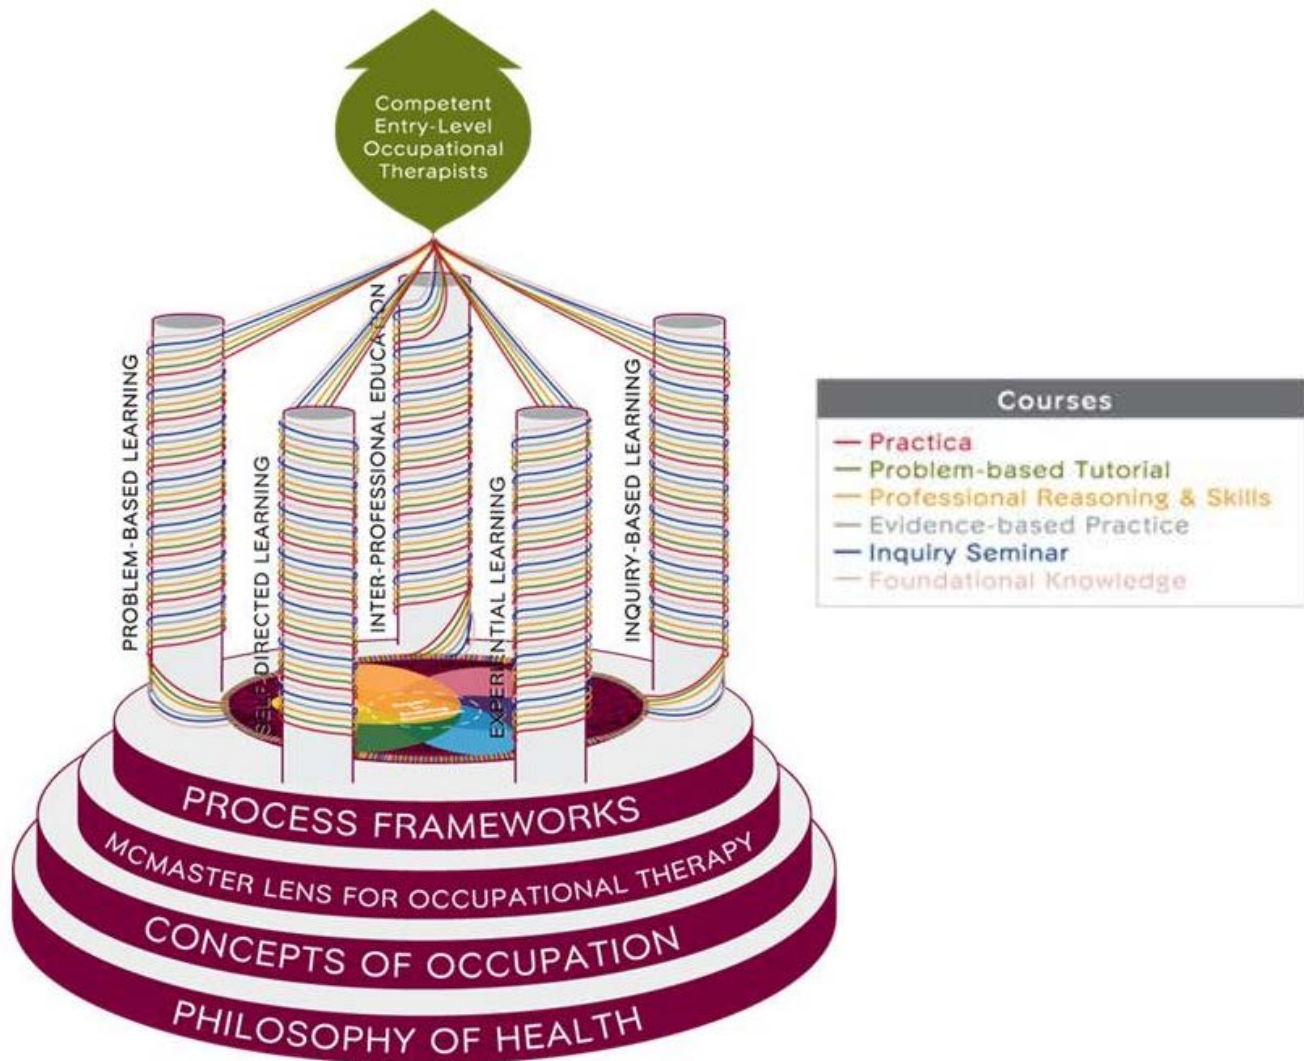 Competent
Entry-Level
Occupational
Therapists
PROBLEM-BASED LEARNING
SELF-DIRECTED LEARNING
INTER-PROFESSIONAL EDUCATION
EXPERIENTIAL LEARNING
INQUIRY-BASED LEARNING
Courses
Practica
Problem-based Tutorial
Professional Reasoning & Skills
Evidence-based Practice
Inquiry Seminar
Foundational Knowledge
PROCESS FRAMEWORKS
MCMASTER LENS FOR OCCUPATIONAL THERAPY
CONCEPTS OF OCCUPATION
PHILOSOPHY OF HEALTH